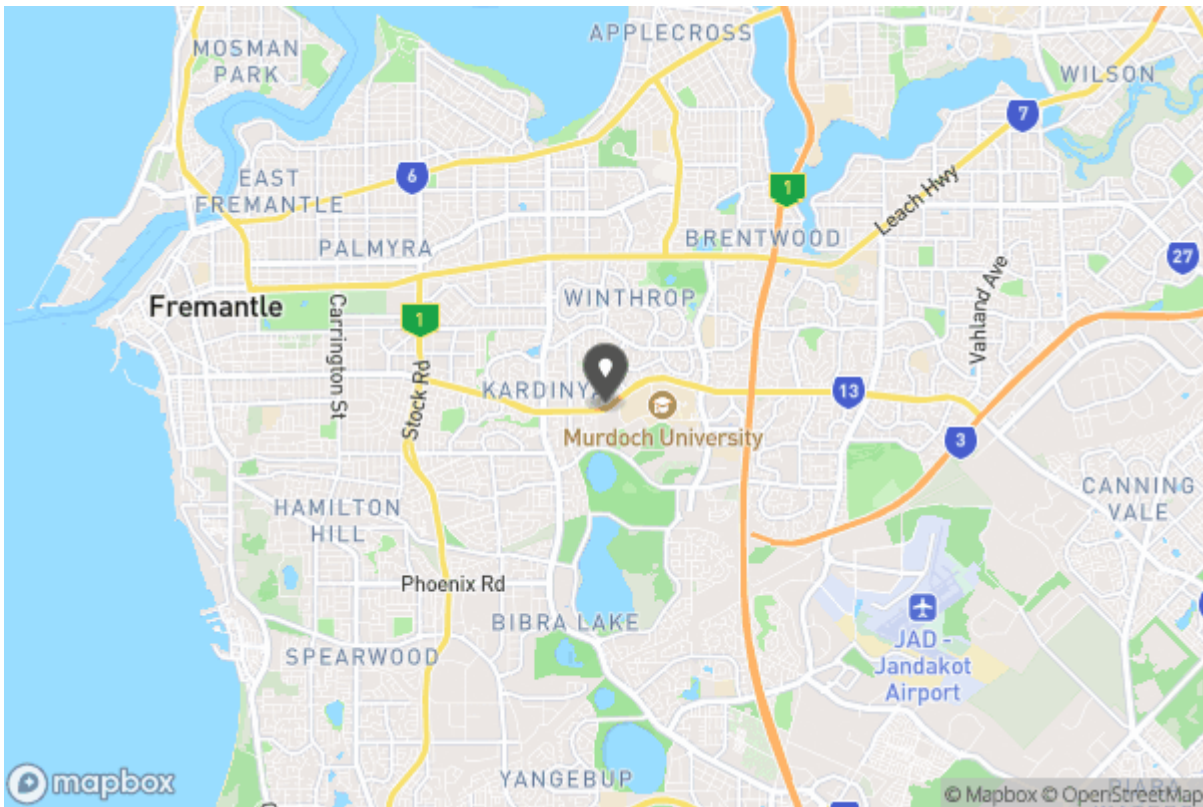 MOSMAN
PARK
APPLECROSS
WILSON
7
6
EAST
FREMANTLE
1
Leach Hwy
PALMYRA
BRENTWOOD
27
Fremantle
WINTHROP
Carrington St
1
Vahland Ave
Stock Rd
KARDINYA
13
Murdoch University
3
HAMILTON
HILL
CANNING
VALE
Phoenix Rd
BIBRA LAKE
JAD -
Jandakot
Airport
SPEARWOOD
YANGEBUP
mapbox
© Mapbox © OpenStreetMap